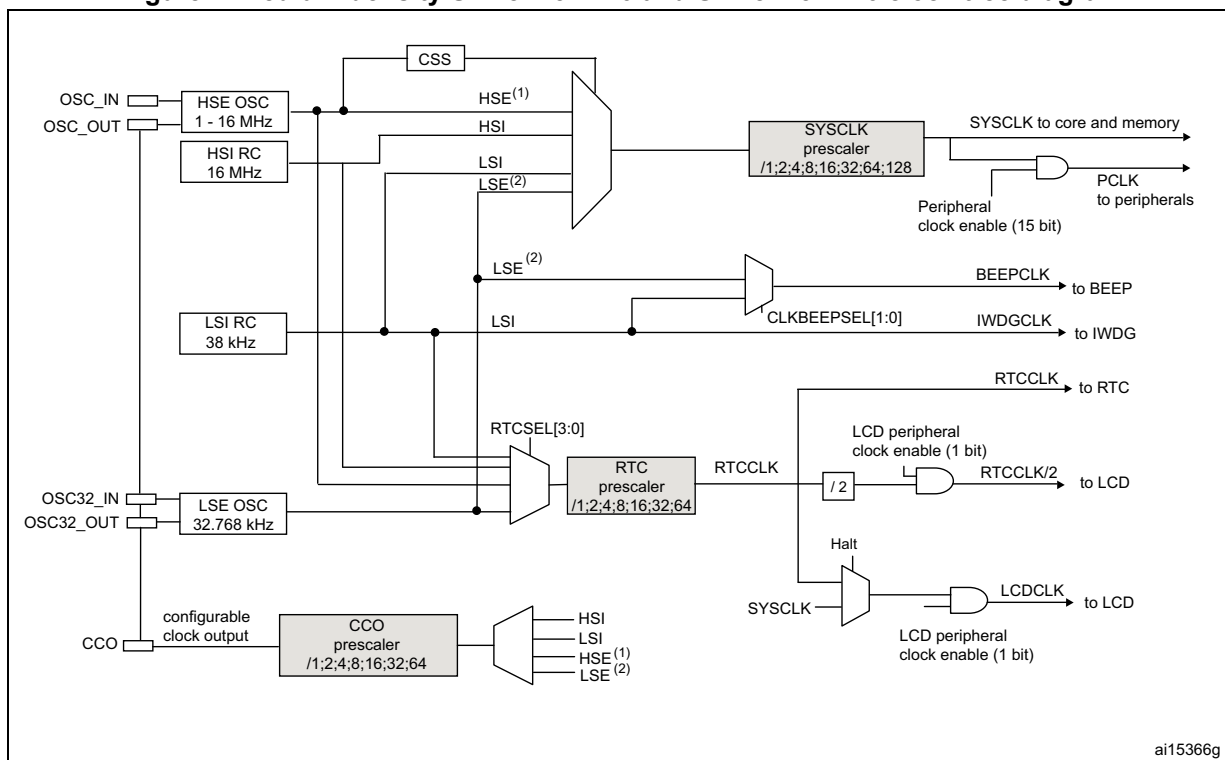 CSS
OSC_IN
OSC_OUT
HSE OSC
1 - 16 MHz
HSE(1)
HSI RC
16 MHz
HSI
LSI
LSE(2)
SYSCLK
prescaler
/1;2;4;8;16;32;64;128
SYSCLK to core and memory
PCLK
to peripherals
Peripheral
clock enable (15 bit)
LSE(2)
BEEPCLK
to BEEP
CLKBEEPSEL[1:0]
LSI RC
38 kHz
LSI
IWDGCLK
to IWDG
RTCCLK
to RTC
RTCSEL[3:0]
LCD peripheral
clock enable (1 bit)
RTC
prescaler
/1;2;4;8;16;32;64
RTCCLK
/ 2
RTCCLK/2
to LCD
OSC32_IN
OSC32_OUT
LSE OSC
32.768 kHz
Halt
SYSCLK
LCDCLK
to LCD
LCD peripheral
clock enable (1 bit)
CCO
configurable
clock output
CCO
prescaler
/1;2;4;8;16;32;64
HSI
LSI
HSE(1)
LSE(2)
ai15366g